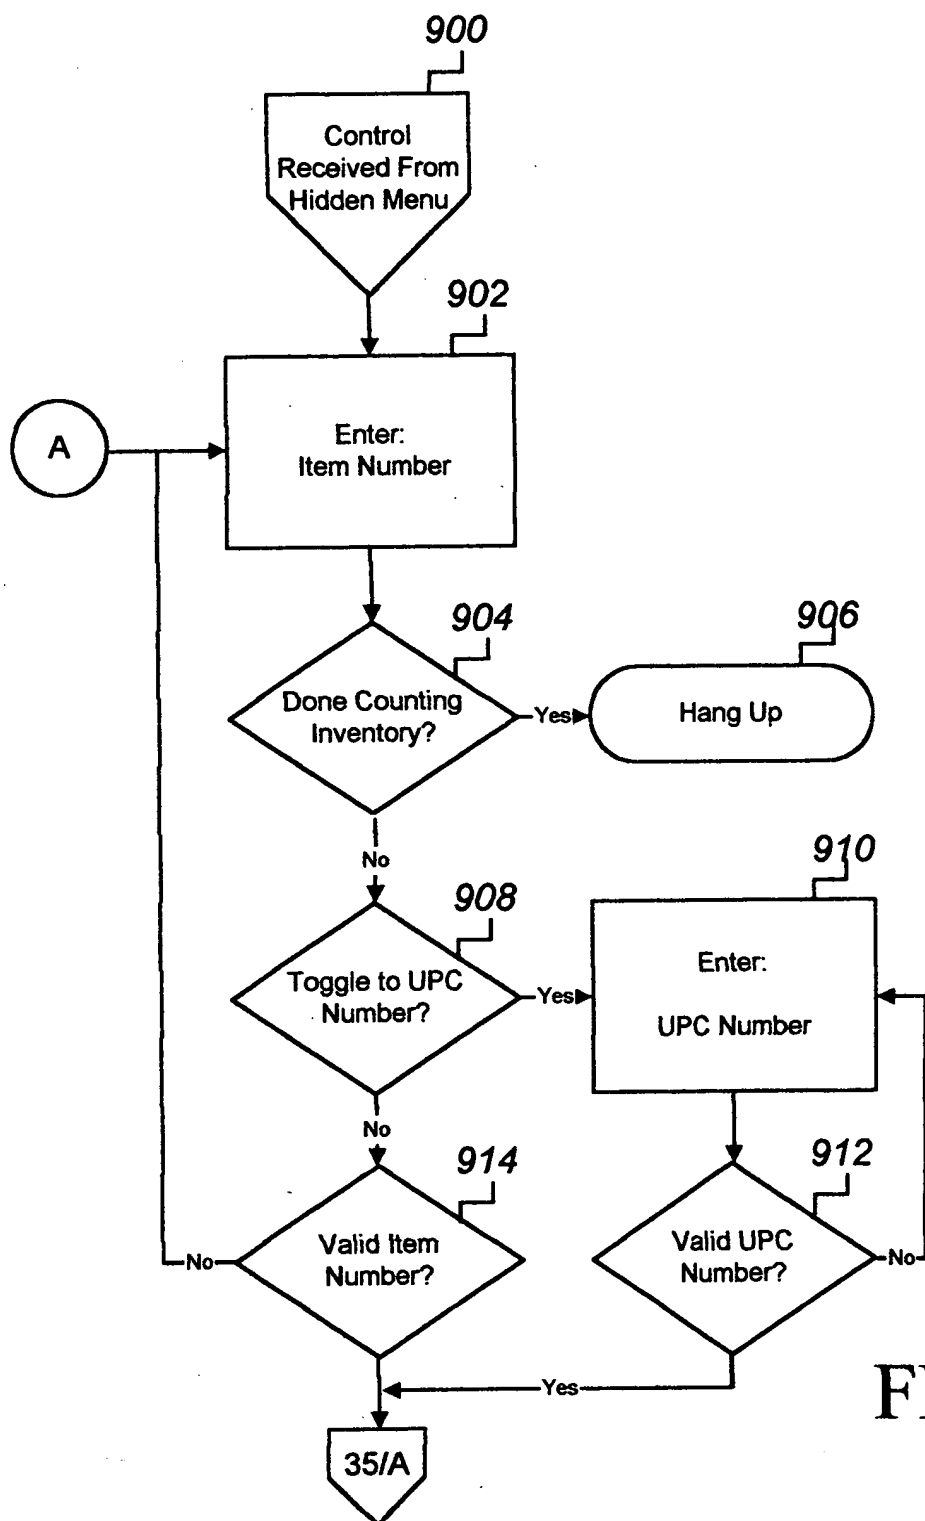 900
Control
Received From
Hidden Menu
902
A
Enter:
Item Number
904
906
Done Counting
Inventory?
Yes
Hang Up
No
908
910
Toggle to UPC
Number?
Yes
Enter:
UPC Number
No
914
912
Valid Item
Number?
No
Valid UPC
Number?
No
Yes
35/A